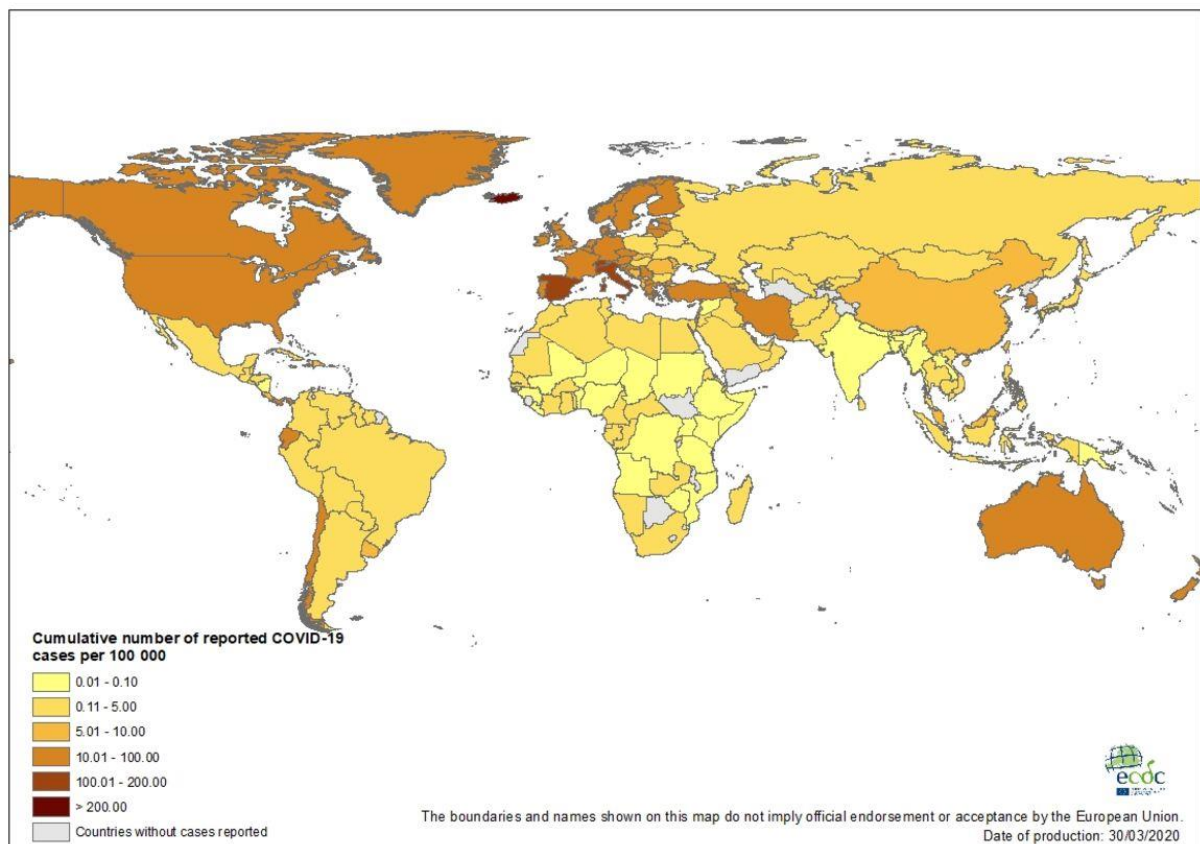 Cumulative number of reported COVID-19
cases per 100 000
0.01 - 0.10
0.11 - 5.00
5.01 - 10.00
10.01 - 100.00
100.01 - 200.00
> 200.00
Countries without cases reported
ecdc
The boundaries and names shown on this map do not imply official endorsement or acceptance by the European Union.
Date of production: 30/03/2020